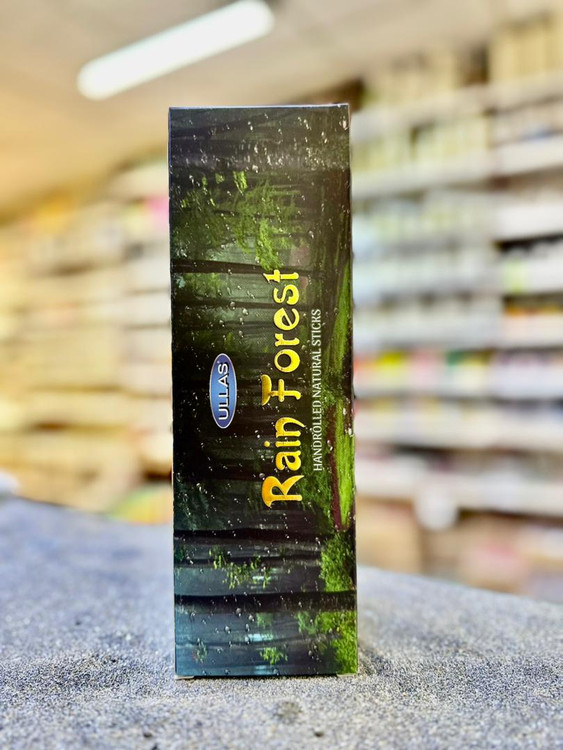 ULLAS
Rain Forest
HANDROLLED NATURAL STICKS